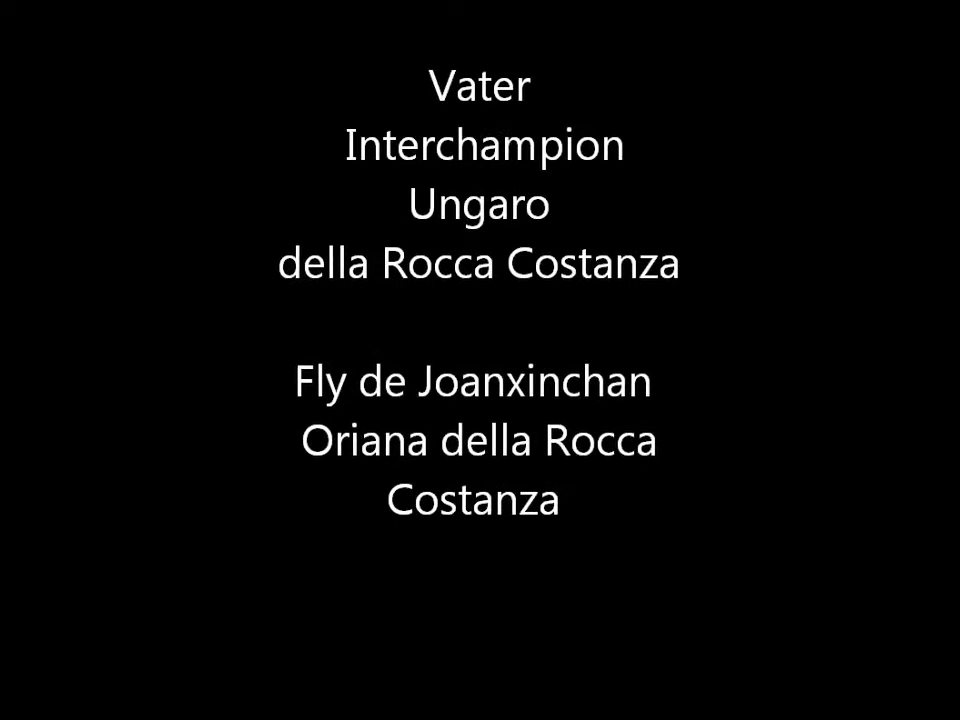 Vater
Interchampion
Ungaro
della Rocca Costanza
Fly de Joanxinchan
Oriana della Rocca
Costanza